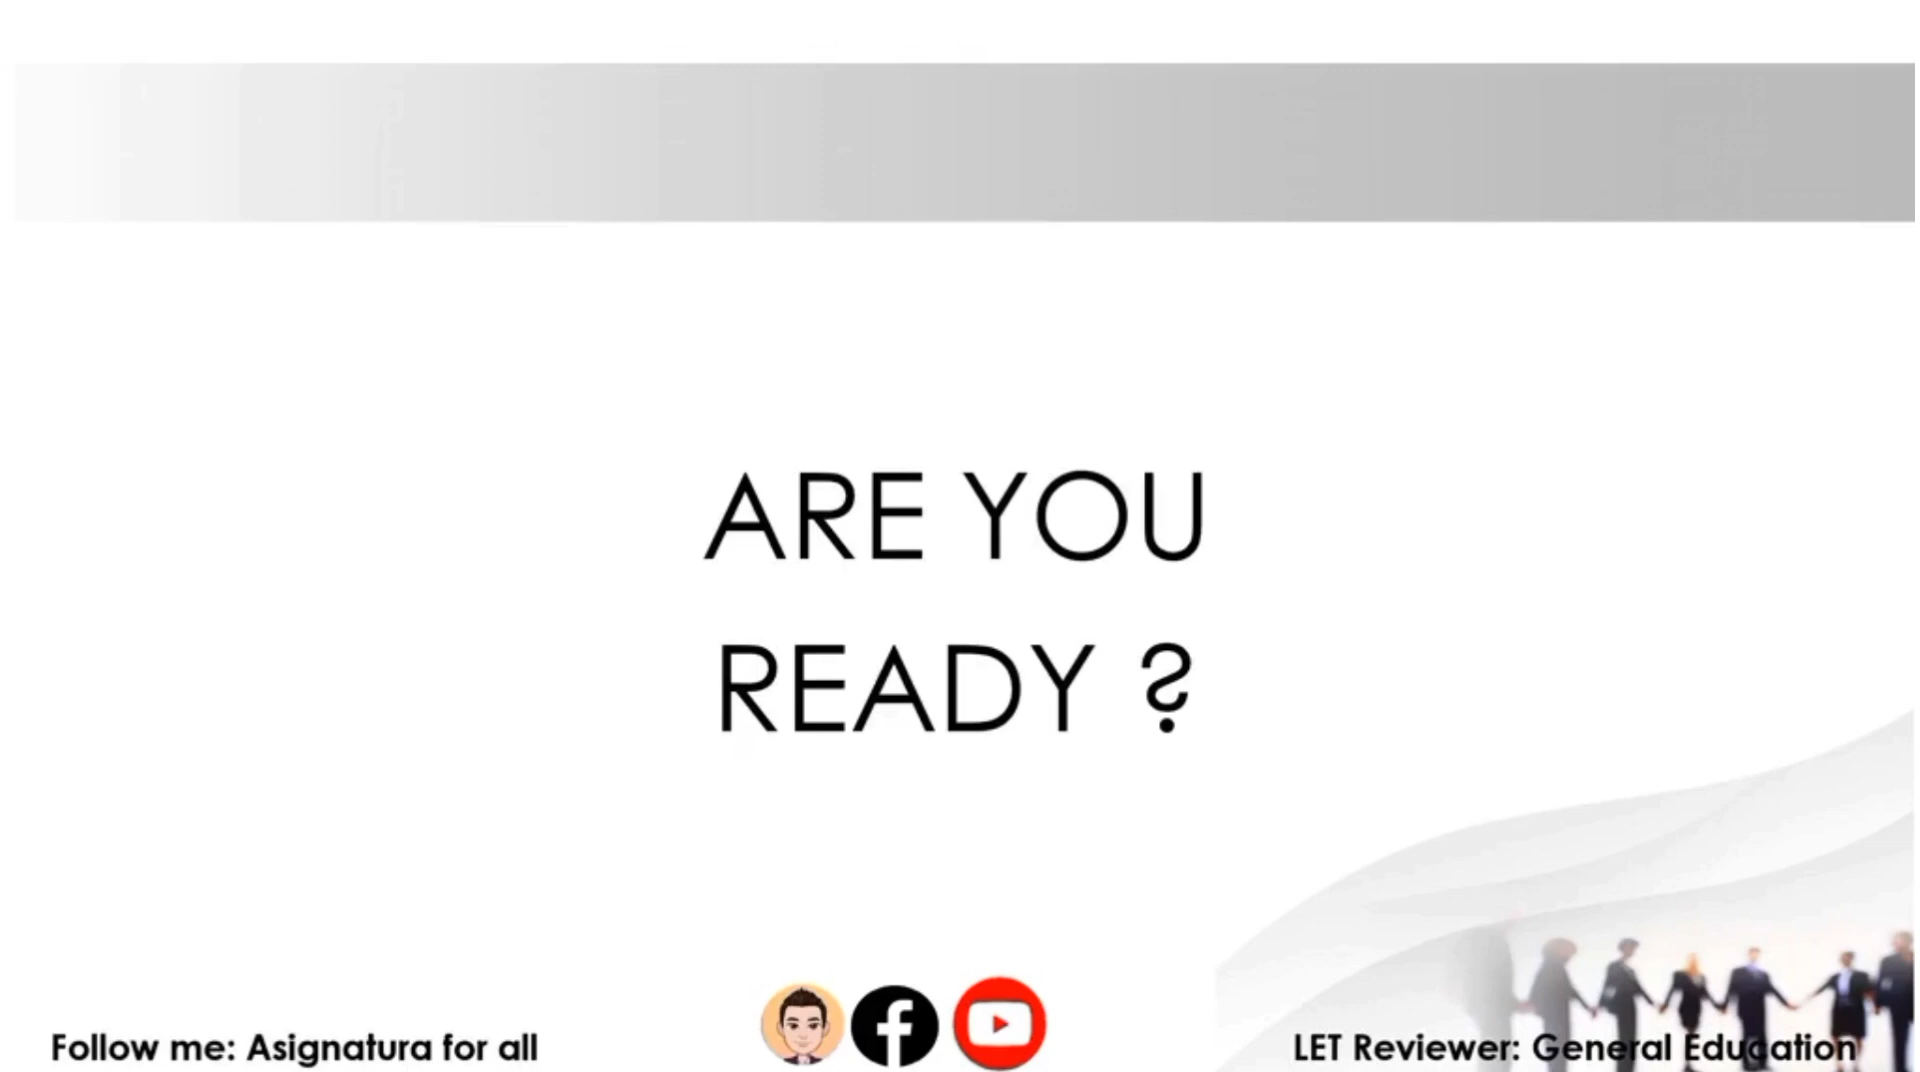 ARE YOU
READY ?
Follow me: Asignatura for all
LET Reviewer: General Education